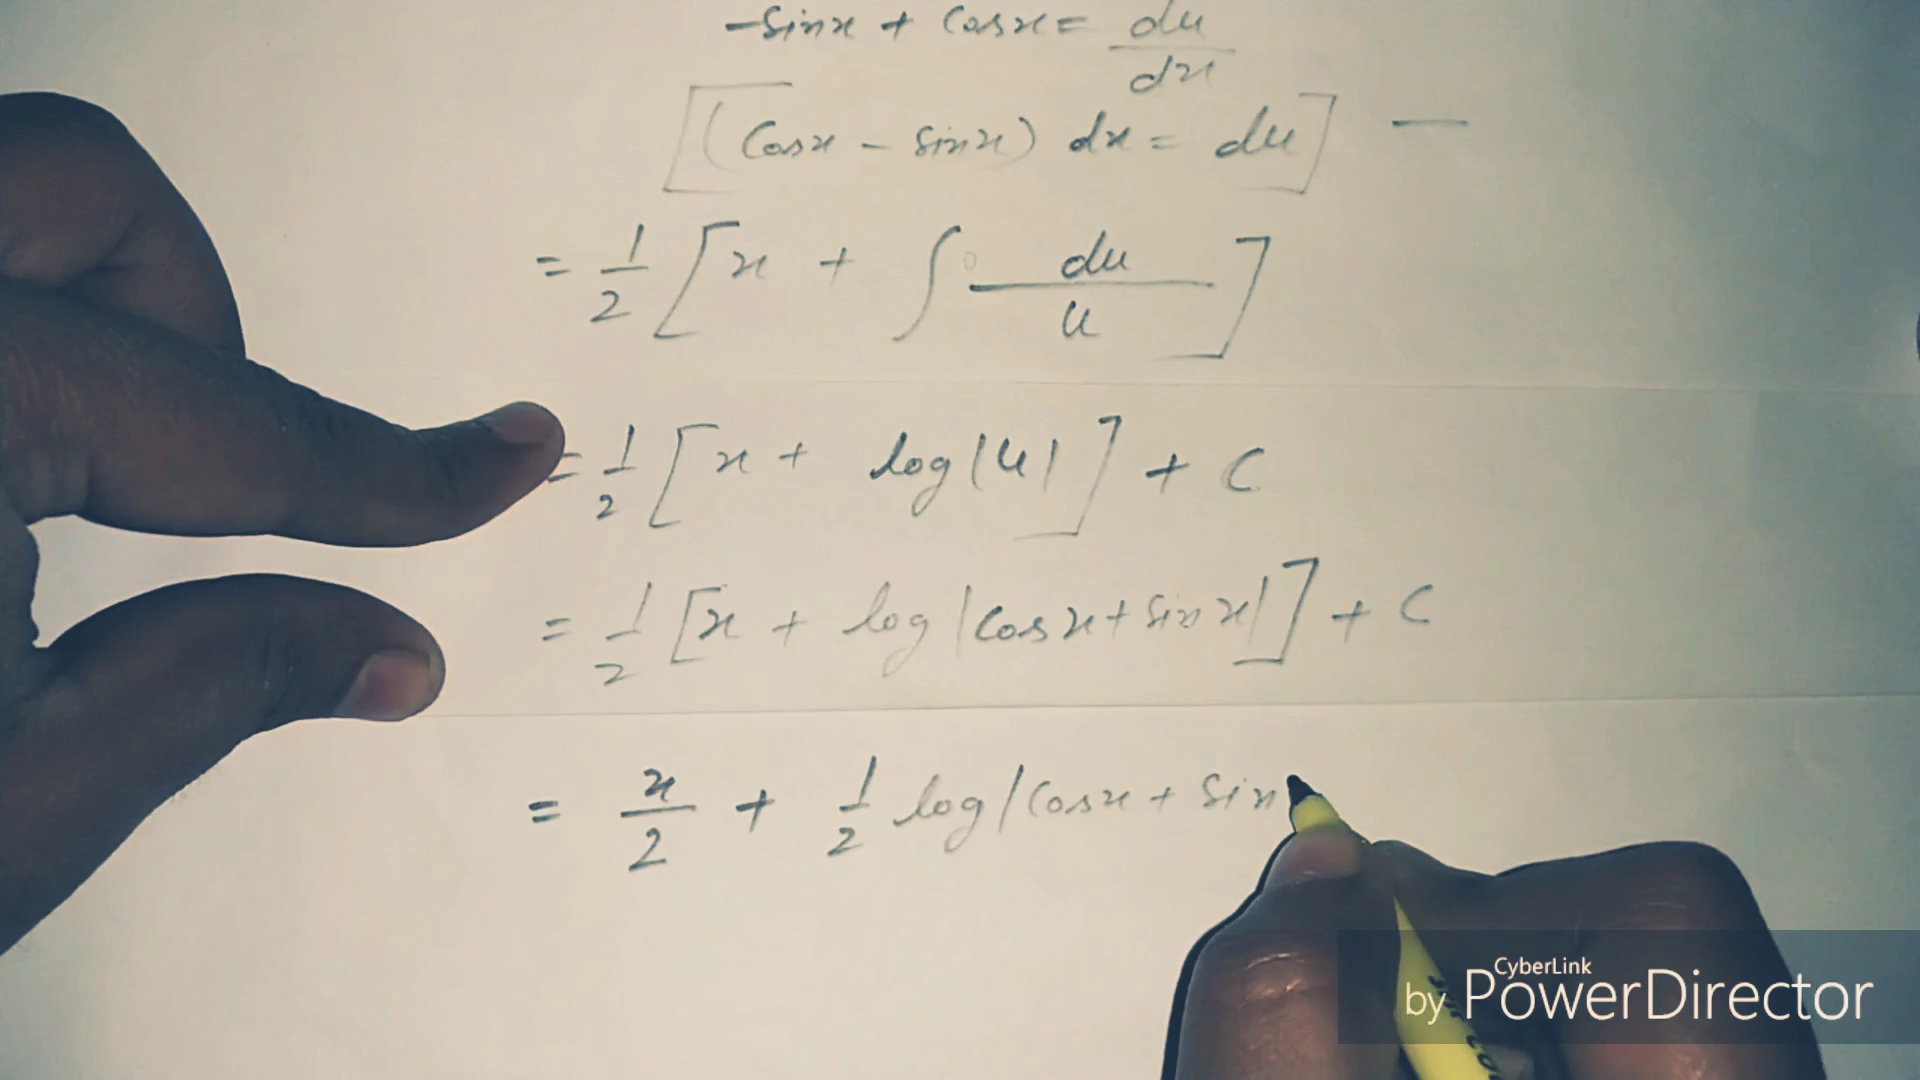 -sinx + cosx = du/dx
[(cosx - sinx) dx = du] —
= 1/2 [x + ∫ du/u]
= 1/2 [x + log|u|] + C
= 1/2 [x + log|cosx + sinx|] + C
= x/2 + 1/2 log|cosx + sin
CyberLink
by PowerDirector